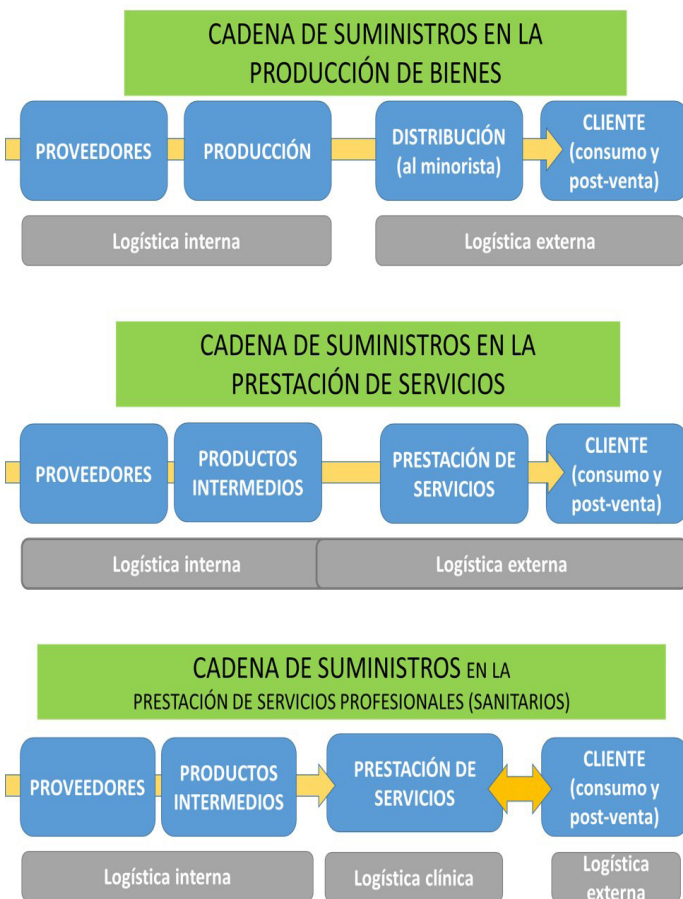 CADENA DE SUMINISTROS EN LA
PRODUCCIÓN DE BIENES
PROVEEDORES
PRODUCCIÓN
DISTRIBUCIÓN
(al minorista)
CLIENTE
(consumo y
post-venta)
Logística interna
Logística externa
CADENA DE SUMINISTROS EN LA
PRESTACIÓN DE SERVICIOS
PROVEEDORES
PRODUCTOS
INTERMEDIOS
PRESTACIÓN DE
SERVICIOS
CLIENTE
(consumo y
post-venta)
Logística interna
Logística externa
CADENA DE SUMINISTROS EN LA
PRESTACIÓN DE SERVICIOS PROFESIONALES (SANITARIOS)
PROVEEDORES
PRODUCTOS
INTERMEDIOS
PRESTACIÓN DE
SERVICIOS
CLIENTE
(consumo y
post-venta)
Logística interna
Logística clínica
Logística
externa